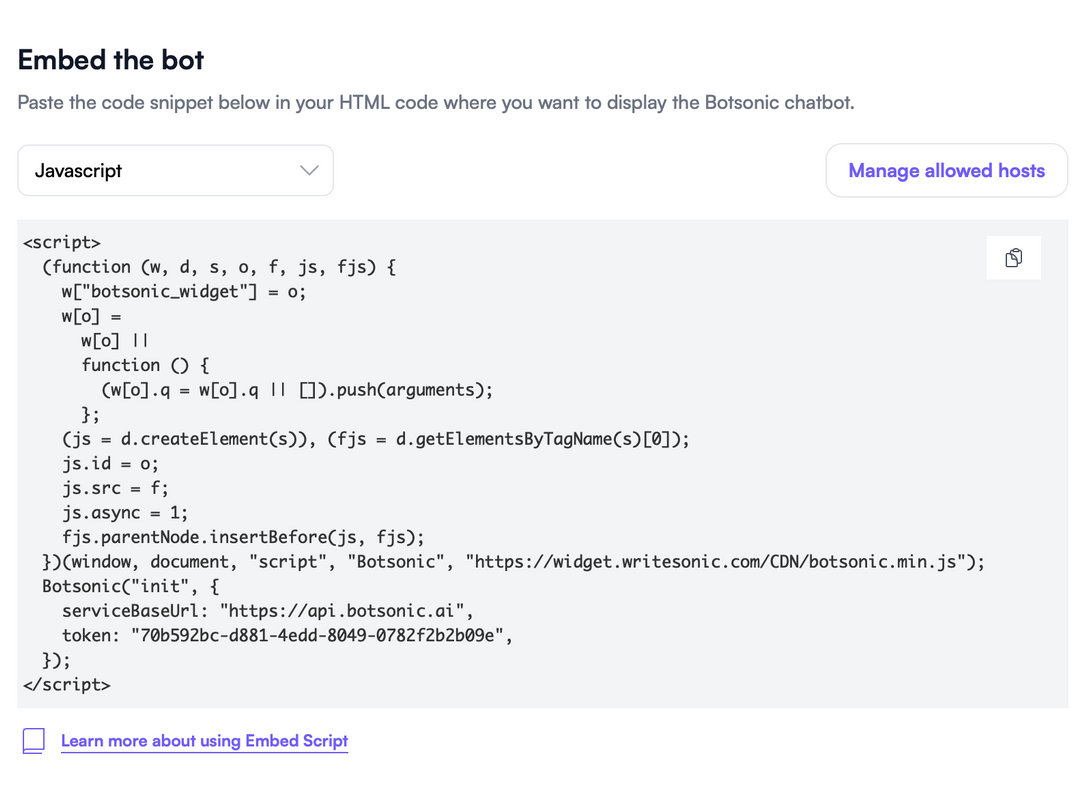 Embed the bot
Paste the code snippet below in your HTML code where you want to display the Botsonic chatbot.
Javascript
Manage allowed hosts
<script>
  (function (w, d, s, o, f, js, fjs) {
    w["botsonic_widget"] = o;
    w[o] =
      w[o] ||
      function () {
        (w[o].q = w[o].q || []).push(arguments);
      };
    (js = d.createElement(s)), (fjs = d.getElementsByTagName(s)[0]);
    js.id = o;
    js.src = f;
    js.async = 1;
    fjs.parentNode.insertBefore(js, fjs);
  })(window, document, "script", "Botsonic", "https://widget.writesonic.com/CDN/botsonic.min.js");
  Botsonic("init", {
    serviceBaseUrl: "https://api.botsonic.ai",
    token: "70b592bc-d881-4edd-8049-0782f2b2b09e",
  });
</script>
Learn more about using Embed Script